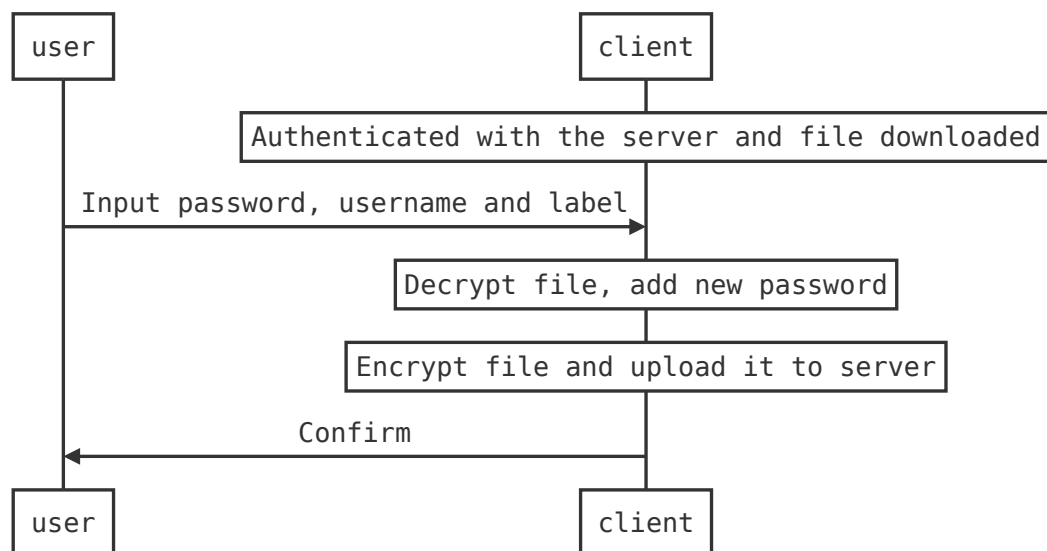 user
client
Authenticated with the server and file downloaded
Input password, username and label
Decrypt file, add new password
Encrypt file and upload it to server
Confirm
user
client